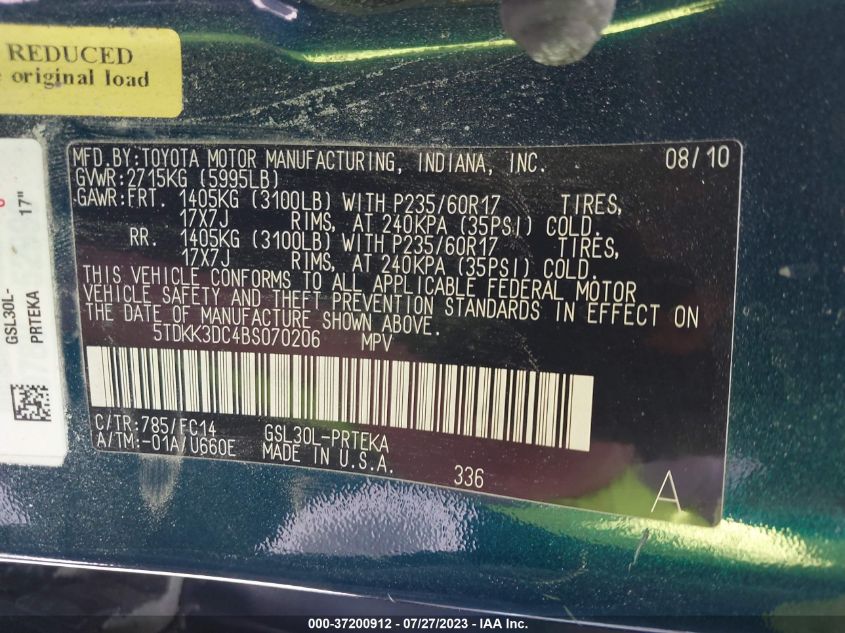 REDUCED
original load
17"
GSL30L-
PRTEKA
MFD.BY:TOYOTA MOTOR MANUFACTURING, INDIANA, INC. 08/10
GVWR:2715KG (5995LB)
GAWR:FRT. 1405KG (3100LB) WITH P235/60R17 TIRES,
17X7J RIMS, AT 240KPA (35PSI) COLD.
RR. 1405KG (3100LB) WITH P235/60R17 TIRES,
17X7J RIMS, AT 240KPA (35PSI) COLD.
THIS VEHICLE CONFORMS TO ALL APPLICABLE FEDERAL MOTOR
VEHICLE SAFETY AND THEFT PREVENTION STANDARDS IN EFFECT ON
THE DATE OF MANUFACTURE SHOWN ABOVE.
5TDKK3DC4BS070206 MPV
C/TR:785/FC14 GSL30L-PRTEKA
A/TM:-01A/U660E MADE IN U.S.A.
336
A
000-37200912 - 07/27/2023 - IAA Inc.